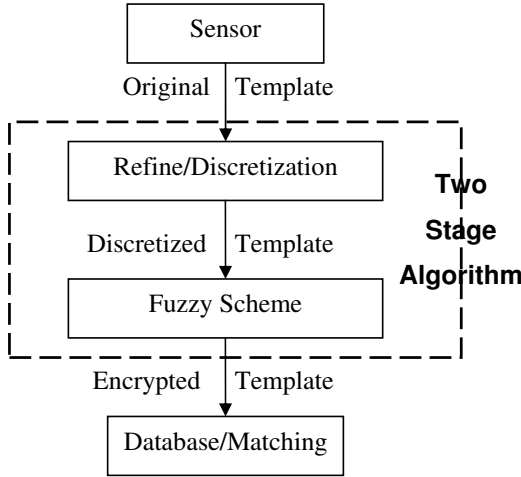 Sensor
Original Template
Refine/Discretization
Two
Discretized Template
Stage
Algorithm
Fuzzy Scheme
Encrypted Template
Database/Matching